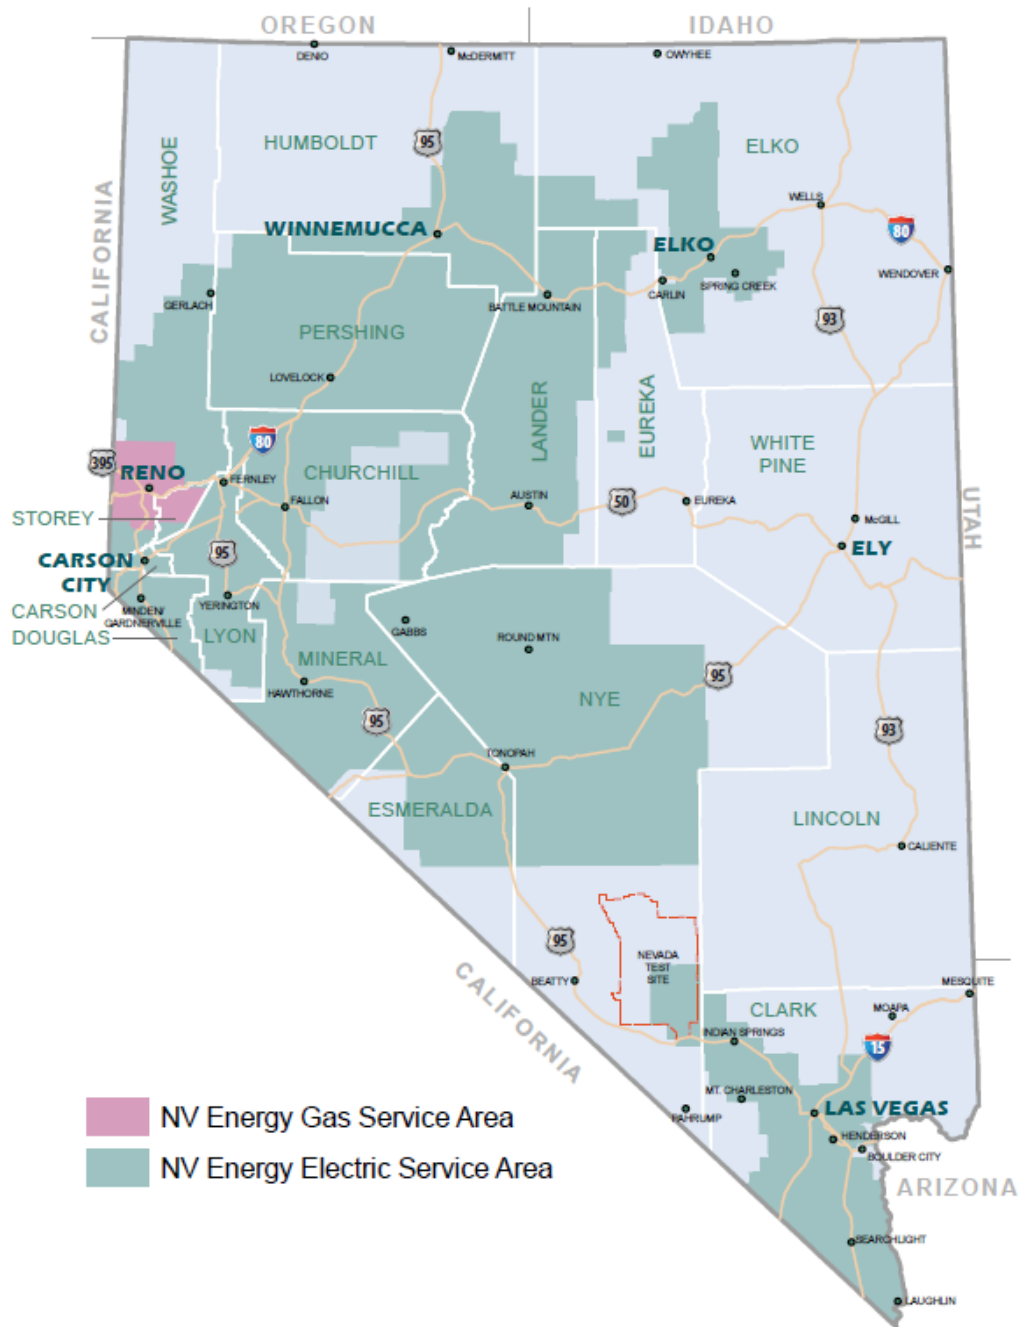 OREGON
IDAHO
DENIO
McDERMITT
OWYHEE
HUMBOLDT
95
ELKO
WASHOE
CALIFORNIA
WELLS
WINNEMUCCA
ELKO
80
WENDOVER
GERLACH
BATTLE MOUNTAIN
CARLIN
SPRING CREEK
PERSHING
93
LOVELOCK
LANDER
EUREKA
80
WHITE
PINE
395
RENO
FERNLEY
CHURCHILL
FALLON
AUSTIN
50
EUREKA
UTAH
STOREY
McGILL
CARSON
CITY
95
ELY
CARSON
MINDEN/
GARDNERVILLE
YERINGTON
DOUGLAS
LYON
GABBS
ROUND MTN
MINERAL
HAWTHORNE
NYE
95
95
93
TONOPAH
ESMERALDA
LINCOLN
CALIENTE
95
NEVADA
TEST
SITE
BEATTY
CALIFORNIA
MESQUITE
CLARK
MOAPA
INDIAN SPRINGS
15
MT. CHARLESTON
PAHRUMP
LAS VEGAS
HENDERSON
BOULDER CITY
ARIZONA
NV Energy Gas Service Area
NV Energy Electric Service Area
SEARCHLIGHT
LAUGHLIN